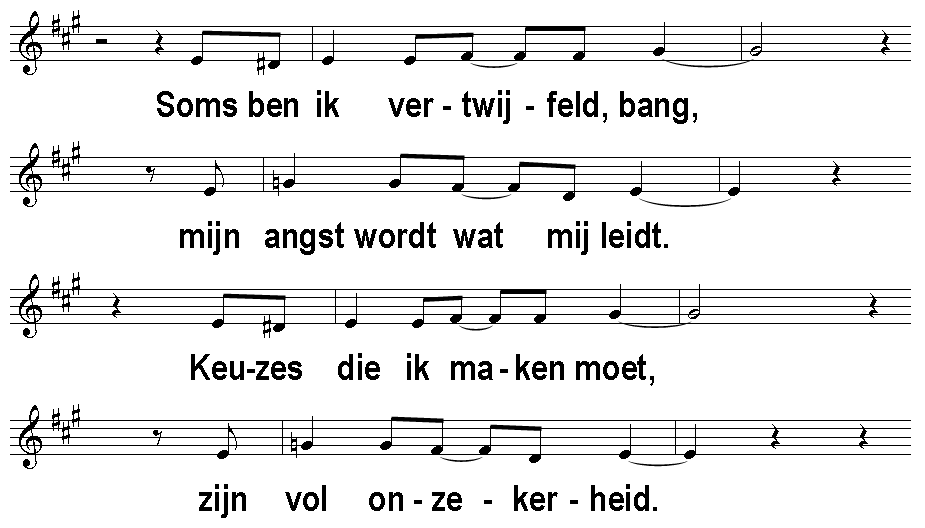 Soms ben ik ver - twij - feld, bang,
mijn angst wordt wat mij leidt.
Keu-zes die ik ma - ken moet,
zijn vol on - ze - ker - heid.